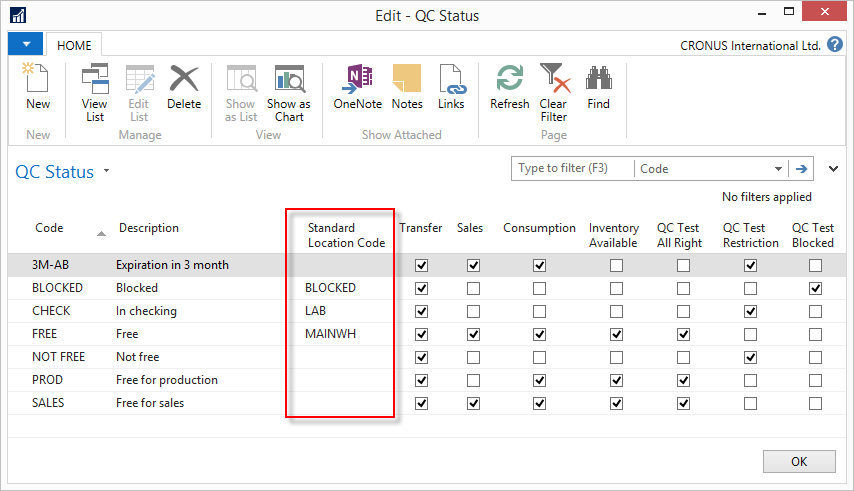 Edit - QC Status
HOME
CRONUS International Ltd.
New
View List
Edit List
Delete
Show as List
Show as Chart
OneNote
Notes
Links
Refresh
Clear Filter
Find
New
Manage
View
Show Attached
Page
QC Status
Type to filter (F3)
Code
No filters applied
Code Description Standard Location Code Transfer Sales Consumption Inventory Available QC Test All Right QC Test Restriction QC Test Blocked
3M-AB Expiration in 3 month
BLOCKED Blocked BLOCKED
CHECK In checking LAB
FREE Free MAINWH
NOT FREE Not free
PROD Free for production
SALES Free for sales
OK